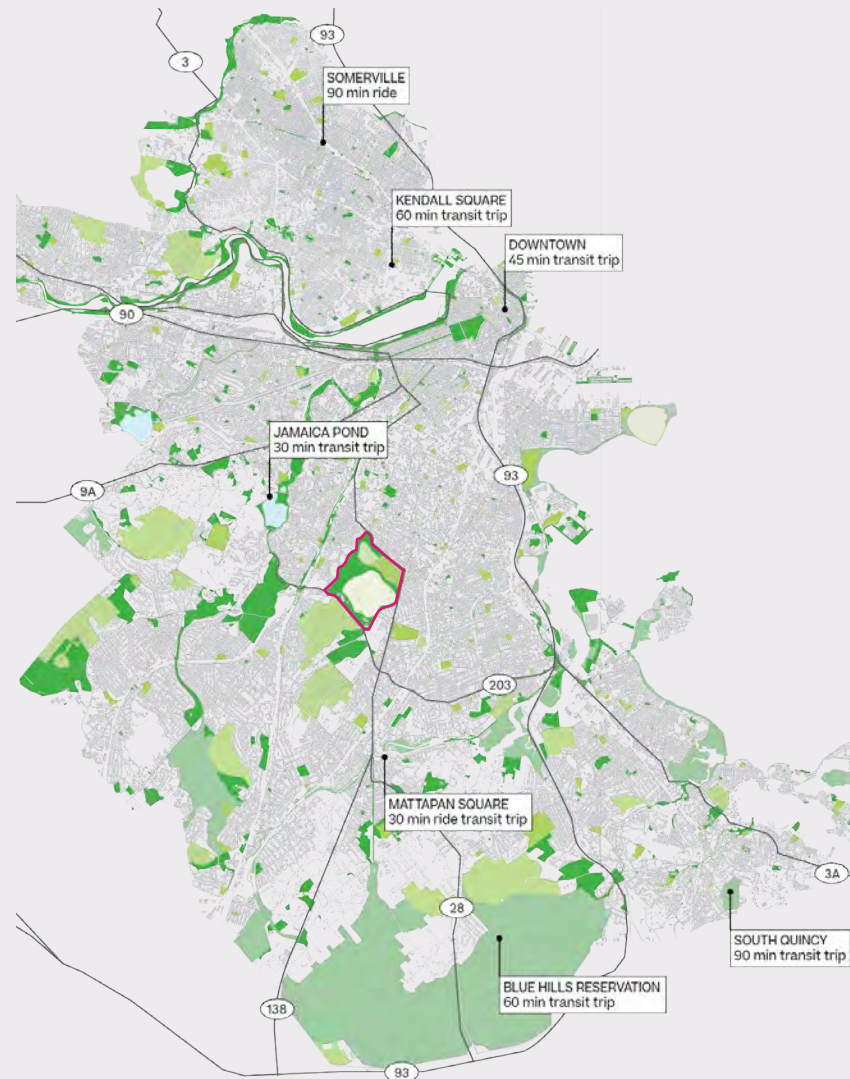 93
3
SOMERVILLE
90 min ride
KENDALL SQUARE
60 min transit trip
DOWNTOWN
45 min transit trip
90
JAMAICA POND
30 min transit trip
93
9A
203
MATTAPAN SQUARE
30 min ride transit trip
3A
28
SOUTH QUINCY
90 min transit trip
BLUE HILLS RESERVATION
60 min transit trip
138
93